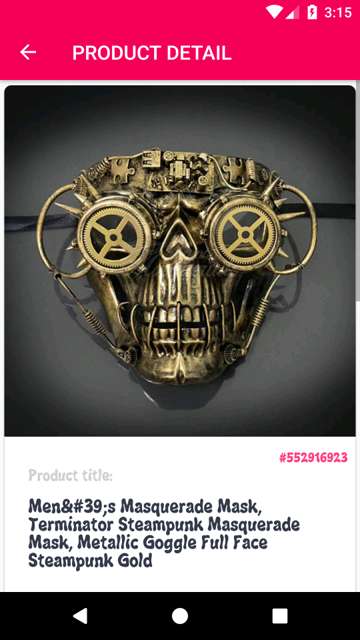 3:15
PRODUCT DETAIL
#552916923
Product title:
Men&#39;s Masquerade Mask,
Terminator Steampunk Masquerade
Mask, Metallic Goggle Full Face
Steampunk Gold